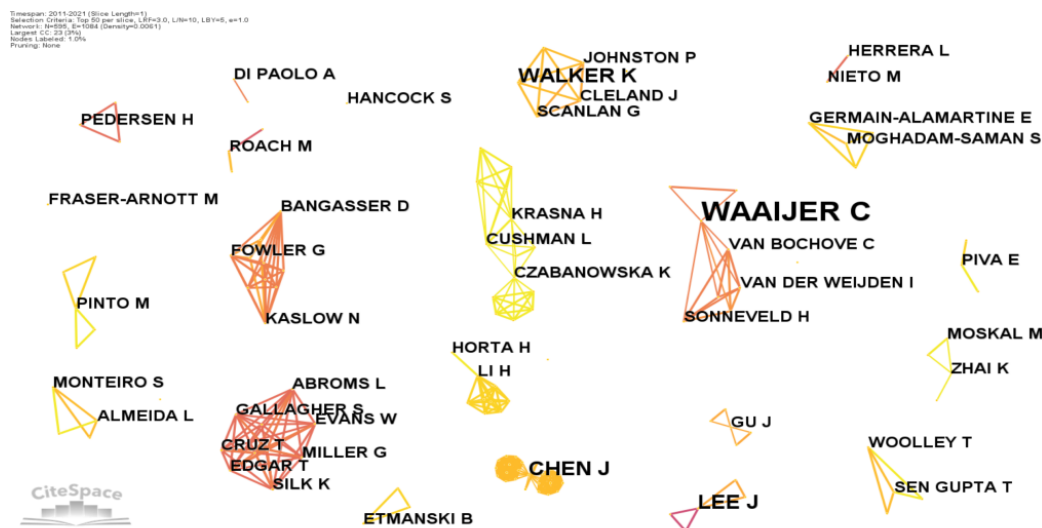 Timespan: 2011-2021 (Slice Length=1)
Selection Criteria: Top 50 per slice, LRF=3.0, L/N=10, LBY=5, e=1.0
Network: N=595, E=1084 (Density=0.0061)
Largest CC: 23 (3%)
Nodes Labeled: 1.0%
Pruning: None
HERRERA L
JOHNSTON P
DI PAOLO A
WALKER K
NIETO M
CLELAND J
HANCOCK S
SCANLAN G
PEDERSEN H
GERMAIN-ALAMARTINE E
MOGHADAM-SAMAN S
ROACH M
FRASER-ARNOTT M
BANGASSER D
WAAIJER C
KRASNA H
CUSHMAN L
VAN BOCHOVE C
FOWLER G
PIVA E
CZABANOWSKA K
VAN DER WEIJDEN I
PINTO M
KASLOW N
SONNEVELD H
MOSKAL M
HORTA H
ZHAI K
LI H
MONTEIRO S
ABROMS L
GALLAGHER S
ALMEIDA L
EVANS W
GU J
CRUZ T
MILLER G
WOOLLEY T
EDGAR T
CHEN J
SILK K
SEN GUPTA T
CiteSpace
LEE J
ETMANSKI B